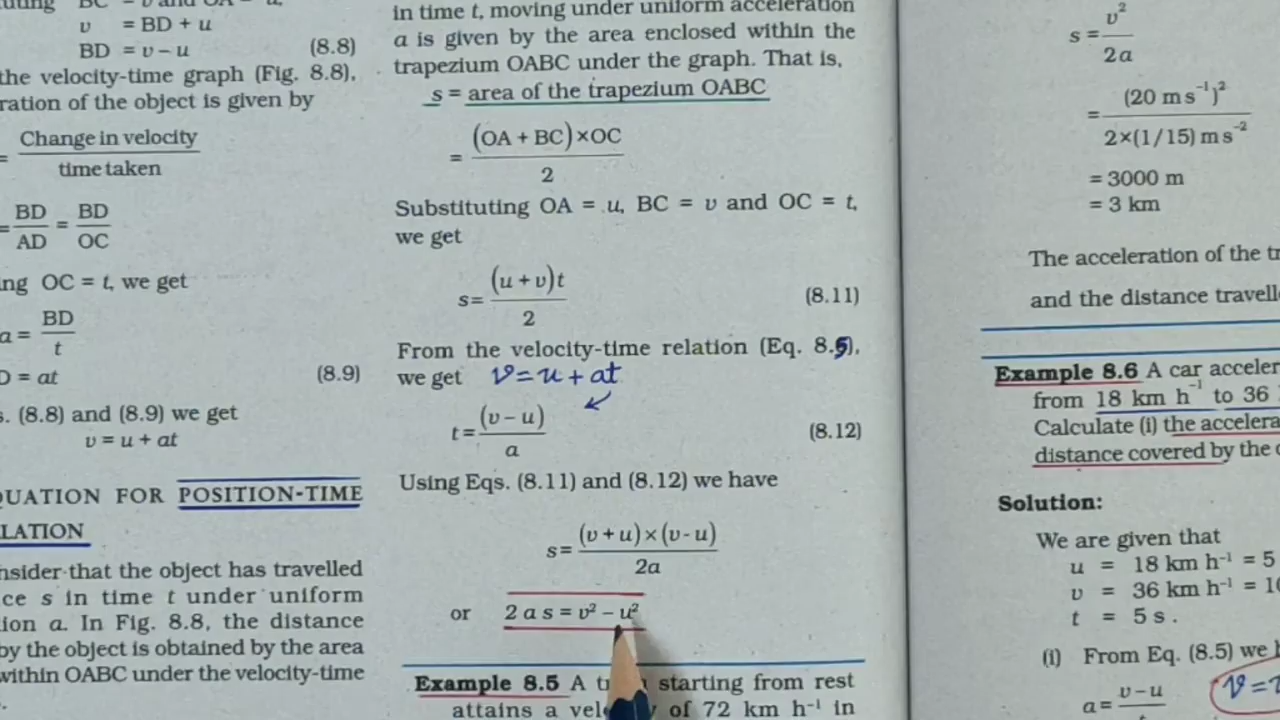 BC = v and OA = u,
v = BD + u
BD = v – u (8.8)
the velocity-time graph (Fig. 8.8),
ration of the object is given by
= Change in velocity / time taken
= BD/AD = BD/OC
ing OC = t, we get
a = BD/t
D = at (8.9)
s. (8.8) and (8.9) we get
v = u + at
QUATION FOR POSITION-TIME
LATION
nsider that the object has travelled
ce s in time t under uniform
ion a. In Fig. 8.8, the distance
by the object is obtained by the area
within OABC under the velocity-time
in time t, moving under uniform acceleration
a is given by the area enclosed within the
trapezium OABC under the graph. That is,
s = area of the trapezium OABC
= (OA + BC)×OC / 2
Substituting OA = u, BC = v and OC = t,
we get
s= (u + v)t / 2 (8.11)
From the velocity-time relation (Eq. 8.5),
we get v = u + at
t= (v – u) / a (8.12)
Using Eqs. (8.11) and (8.12) we have
s= (v + u)×(v - u) / 2a
or 2 a s = v² – u²
Example 8.5 A starting from rest
attains a of 72 km h⁻¹ in
s = v² / 2a
= (20 m s⁻¹)² / 2×(1/15) m s⁻²
= 3000 m
= 3 km
The acceleration of the
and the distance travell
Example 8.6 A car acceler
from 18 km h⁻¹ to 36
Calculate (i) the accelera
distance covered by the
Solution:
We are given that
u = 18 km h⁻¹ = 5
v = 36 km h⁻¹ = 1
t = 5 s .
(i) From Eq. (8.5) we
a = v – u
v =